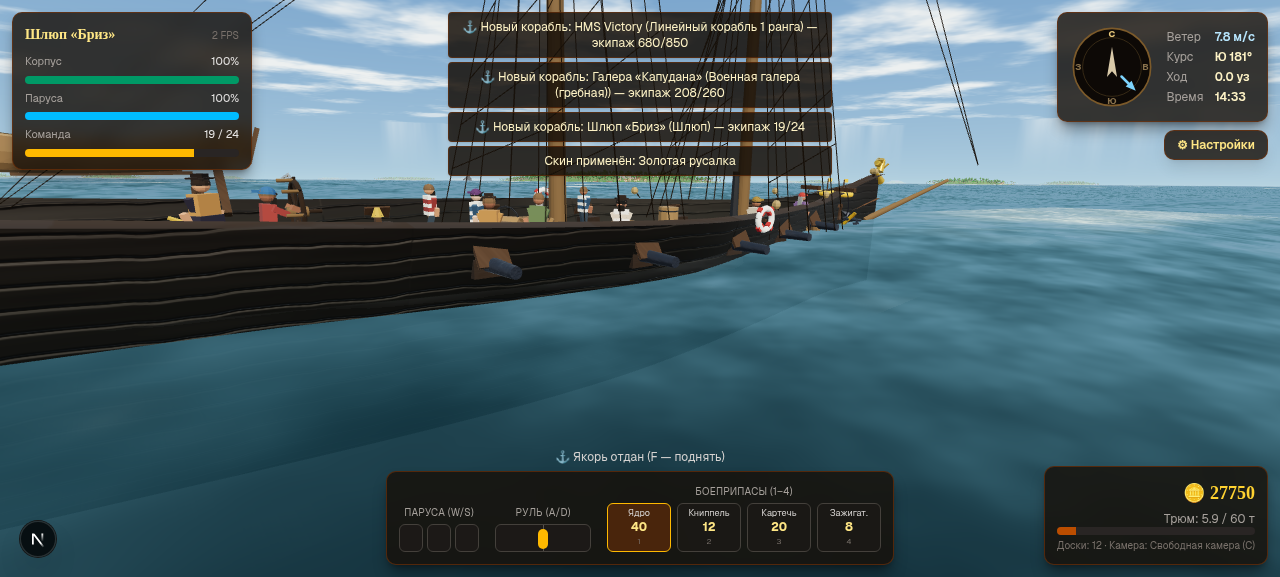 Шлюп «Бриз»
2 FPS
Корпус 100%
Паруса 100%
Команда 19 / 24
⚓ Новый корабль: HMS Victory (Линейный корабль 1 ранга) —
экипаж 680/850
⚓ Новый корабль: Галера «Капудана» (Военная галера
(гребная)) — экипаж 208/260
⚓ Новый корабль: Шлюп «Бриз» (Шлюп) — экипаж 19/24
Скин применён: Золотая русалка
С
З
В
Ю
Ветер 7.8 м/с
Курс Ю 181°
Ход 0.0 уз
Время 14:33
⚙ Настройки
⚓ Якорь отдан (F — поднять)
ПАРУСА (W/S)
РУЛЬ (A/D)
БОЕПРИПАСЫ (1–4)
Ядро
40
1
Книппель
12
2
Картечь
20
3
Зажигат.
8
4
27750
Трюм: 5.9 / 60 т
Доски: 12 · Камера: Свободная камера (C)
N